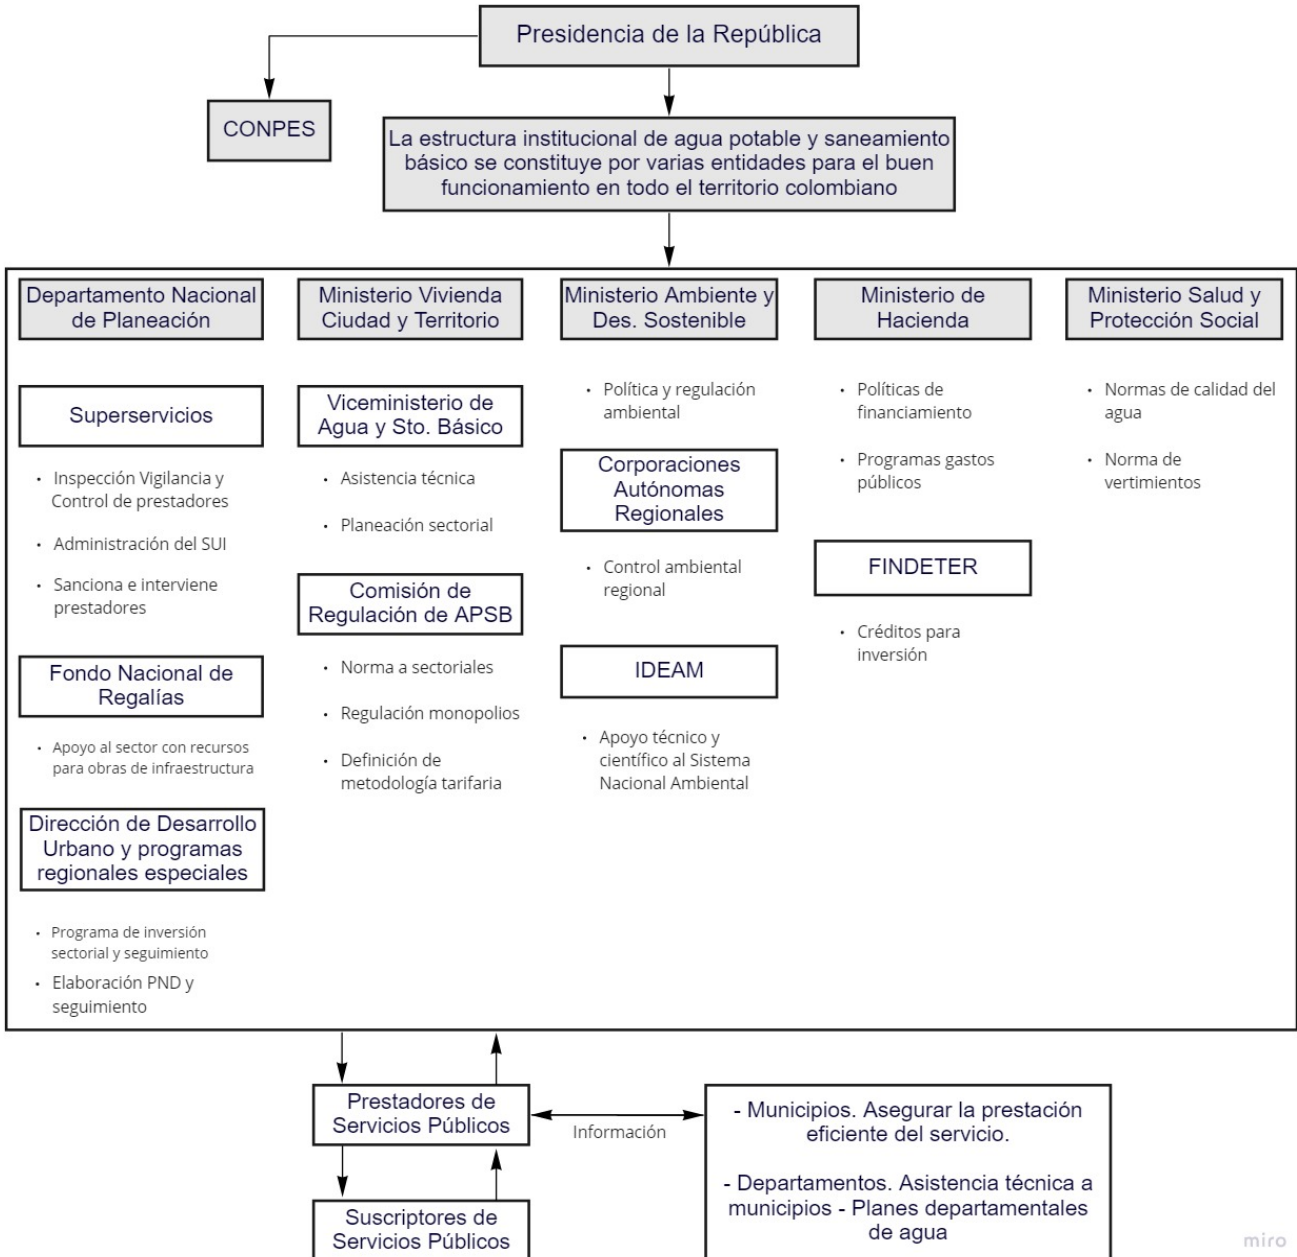 Presidencia de la República
CONPES
La estructura institucional de agua potable y saneamiento
básico se constituye por varias entidades para el buen
funcionamiento en todo el territorio colombiano
Departamento Nacional
de Planeación
Superservicios
• Inspección Vigilancia y
Control de prestadores
• Administración del SUI
• Sanciona e interviene
prestadores
Fondo Nacional de
Regalías
• Apoyo al sector con recursos
para obras de infraestructura
Dirección de Desarrollo
Urbano y programas
regionales especiales
• Programa de inversión
sectorial y seguimiento
• Elaboración PND y
seguimiento
Ministerio Vivienda
Ciudad y Territorio
Viceministerio de
Agua y Sto. Básico
• Asistencia técnica
• Planeación sectorial
Comisión de
Regulación de APSB
• Norma a sectoriales
• Regulación monopolios
• Definición de
metodología tarifaria
Ministerio Ambiente y
Des. Sostenible
• Política y regulación
ambiental
Corporaciones
Autónomas
Regionales
• Control ambiental
regional
IDEAM
• Apoyo técnico y
científico al Sistema
Nacional Ambiental
Ministerio de
Hacienda
• Políticas de
financiamiento
• Programas gastos
públicos
FINDETER
• Créditos para
inversión
Ministerio Salud y
Protección Social
• Normas de calidad del
agua
• Norma de
vertimientos
Prestadores de
Servicios Públicos
Información
- Municipios. Asegurar la prestación
eficiente del servicio.
- Departamentos. Asistencia técnica a
municipios - Planes departamentales
de agua
Suscriptores de
Servicios Públicos
miro